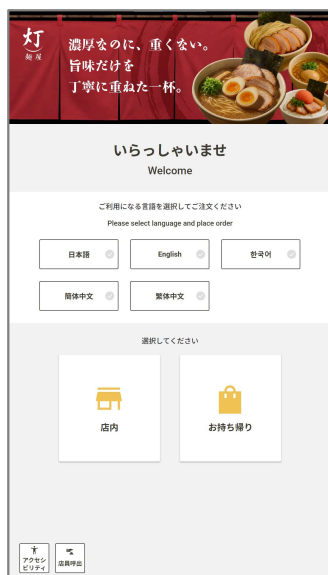 灯
麺屋
濃厚なのに、重くない。
旨味だけを
丁寧に重ねた一杯。
いらっしゃいませ
Welcome
ご利用になる言語を選択してご注文ください
Please select language and place order
日本語
English
한국어
简体中文
繁体中文
選択してください
店内
お持ち帰り
アクセシ
ビリティ
店員呼出